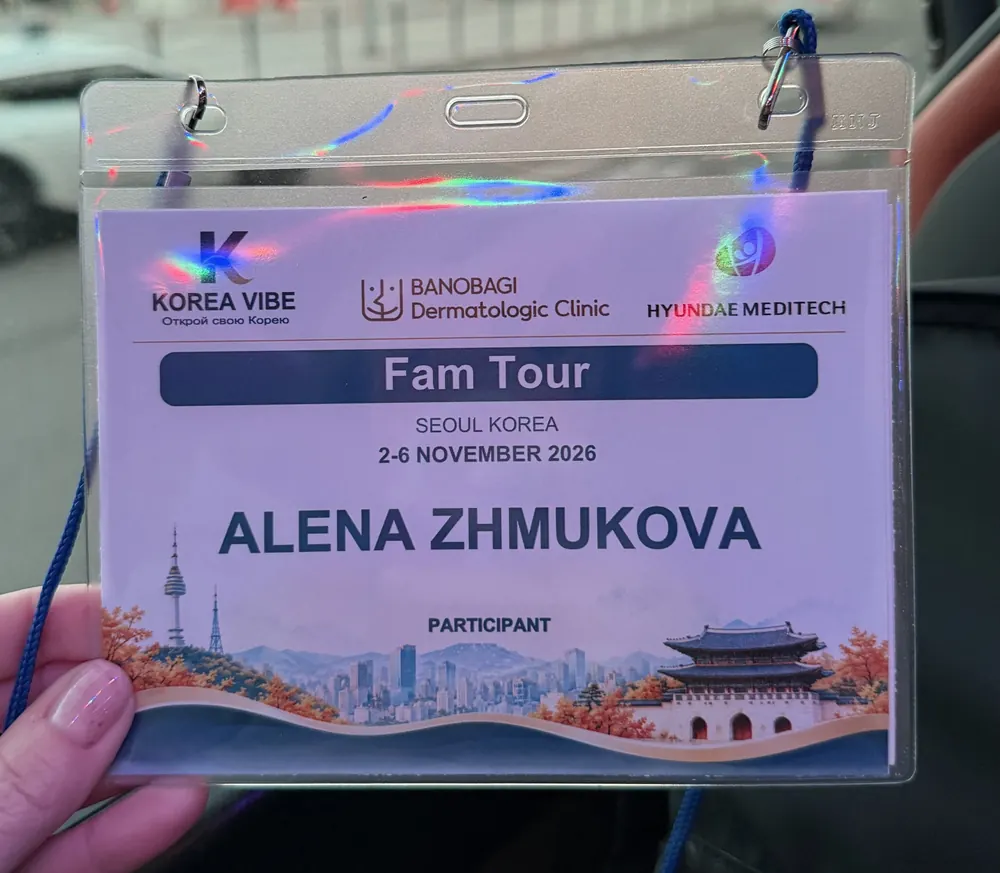 KOREA VIBE
Открой свою Корею
BANOBAGI
Dermatologic Clinic
HYUNDAE MEDITECH
Fam Tour
SEOUL KOREA
2-6 NOVEMBER 2026
ALENA ZHMUKOVA
PARTICIPANT